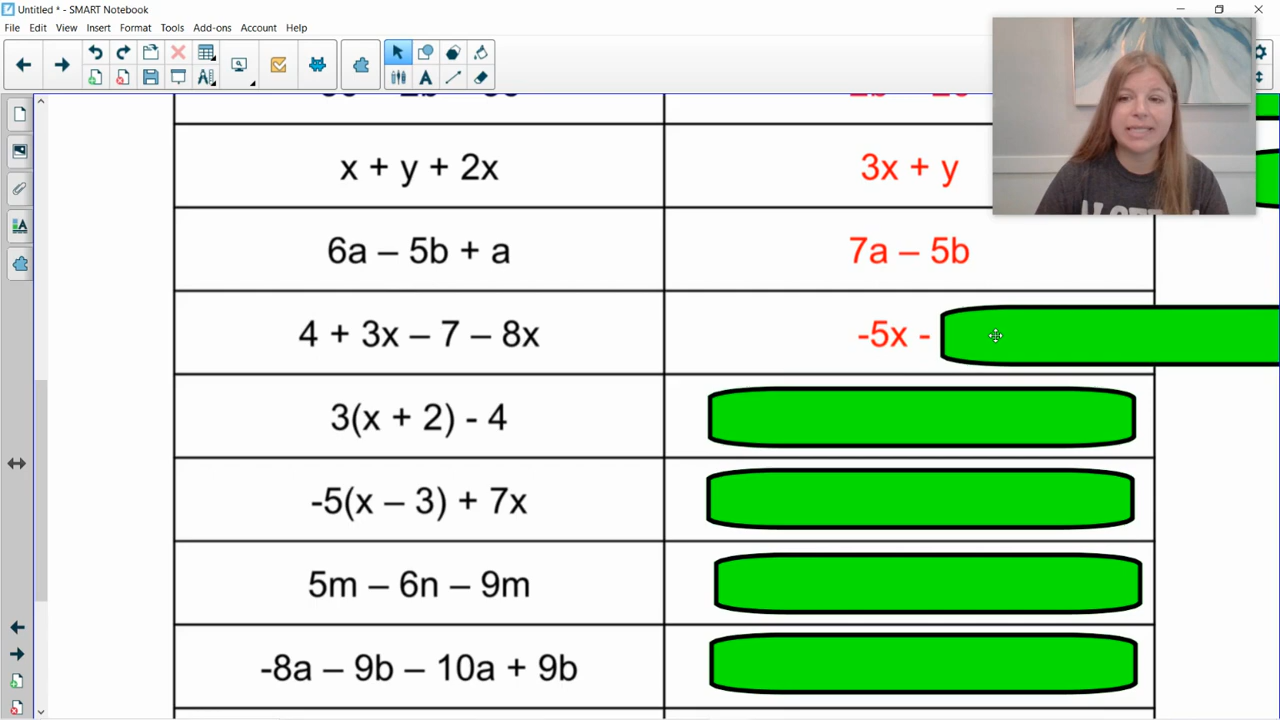 Untitled * - SMART Notebook
File Edit View Insert Format Tools Add-ons Account Help
x + y + 2x
3x + y
6a – 5b + a
7a – 5b
4 + 3x – 7 – 8x
-5x -
3(x + 2) - 4
-5(x – 3) + 7x
5m – 6n – 9m
-8a – 9b – 10a + 9b